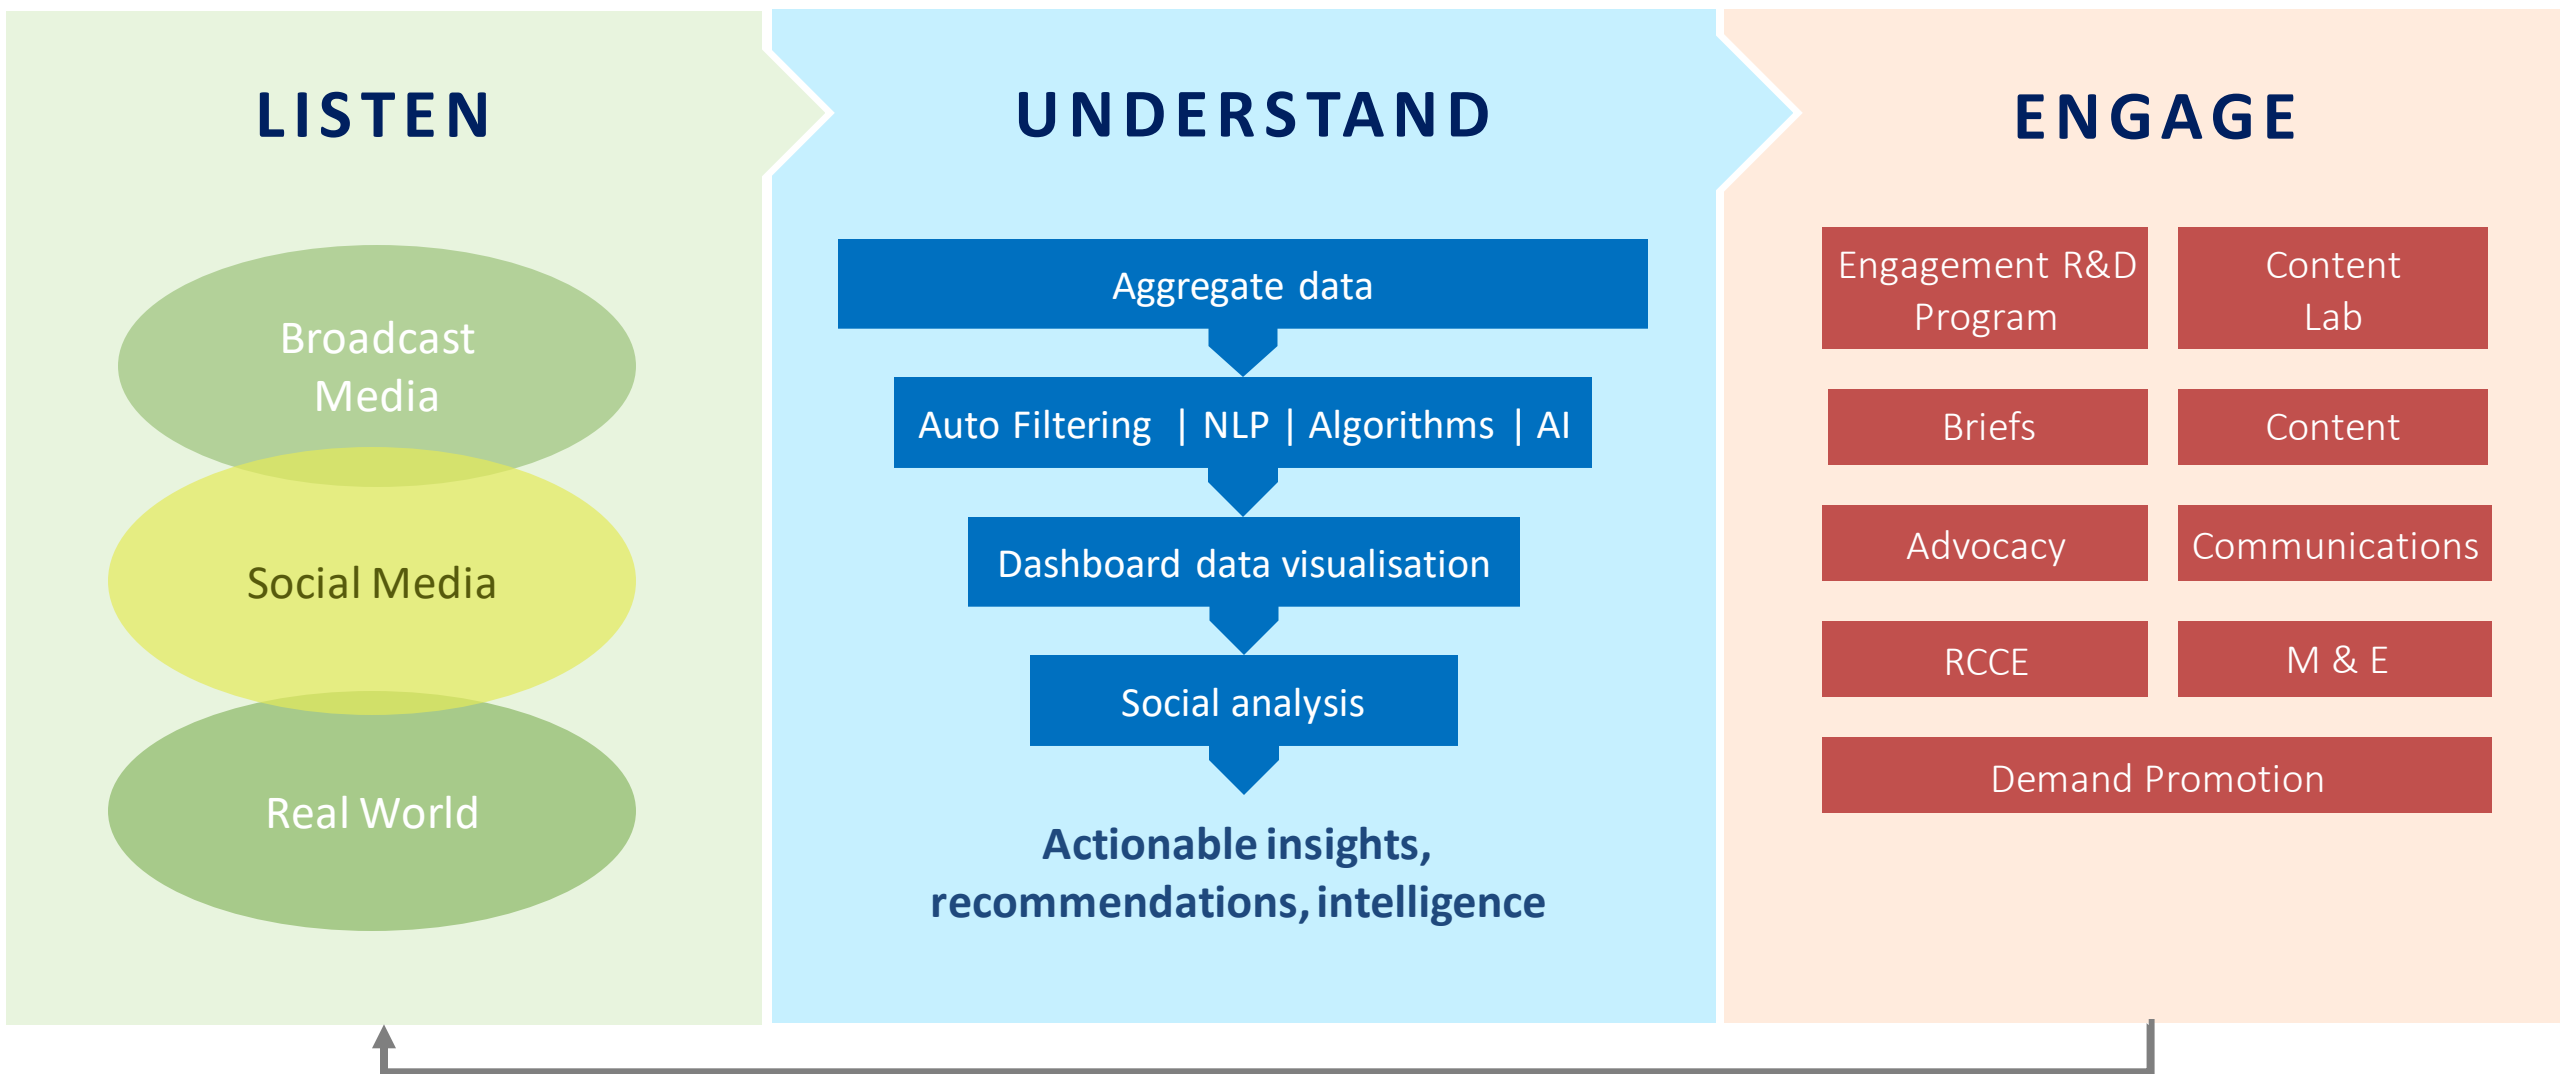 LISTEN
Broadcast
Media
Social Media
Real World
UNDERSTAND
Aggregate data
Auto Filtering | NLP | Algorithms | AI
Dashboard data visualisation
Social analysis
Actionable insights,
recommendations, intelligence
ENGAGE
Engagement R&D
Program
Content
Lab
Briefs
Content
Advocacy
Communications
RCCE
M & E
Demand Promotion